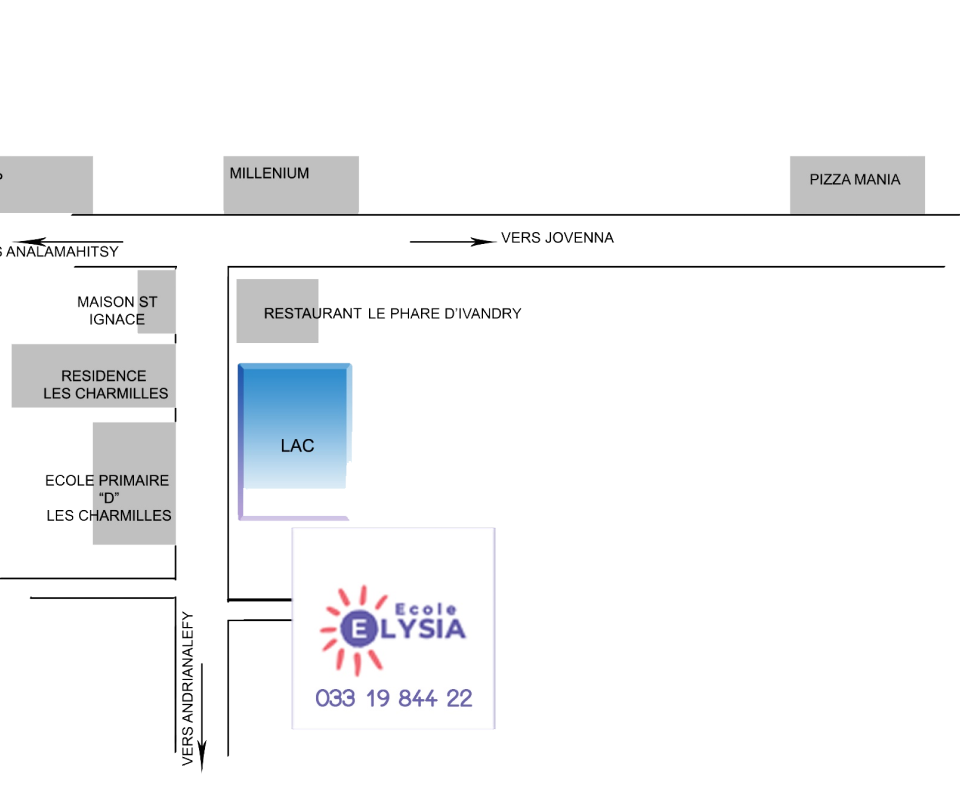 MILLENIUM
PIZZA MANIA
VERS JOVENNA
ANALAMAHITSY
MAISON ST
IGNACE
RESTAURANT LE PHARE D'IVANDRY
RESIDENCE
LES CHARMILLES
LAC
ECOLE PRIMAIRE
“D”
LES CHARMILLES
Ecole
ELYSIA
033 19 844 22
VERS ANDRIANALEFY